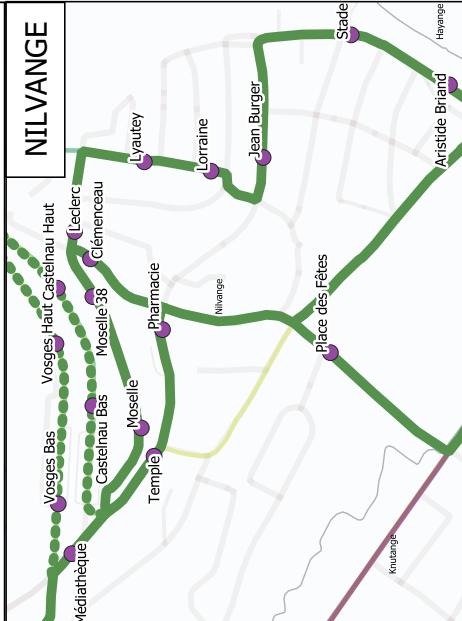 NILVANGE
Stade
Hayange
Aristide Briand
Jean Burger
Lyautey
Lorraine
Leclerc
Clémenceau
Castelnau Haut
Vosges Haut
Moselle 38
Pharmacie
Nilvange
Place des Fêtes
Moselle
Castelnau Bas
Vosges Bas
Temple
Médiathèque
Knutange